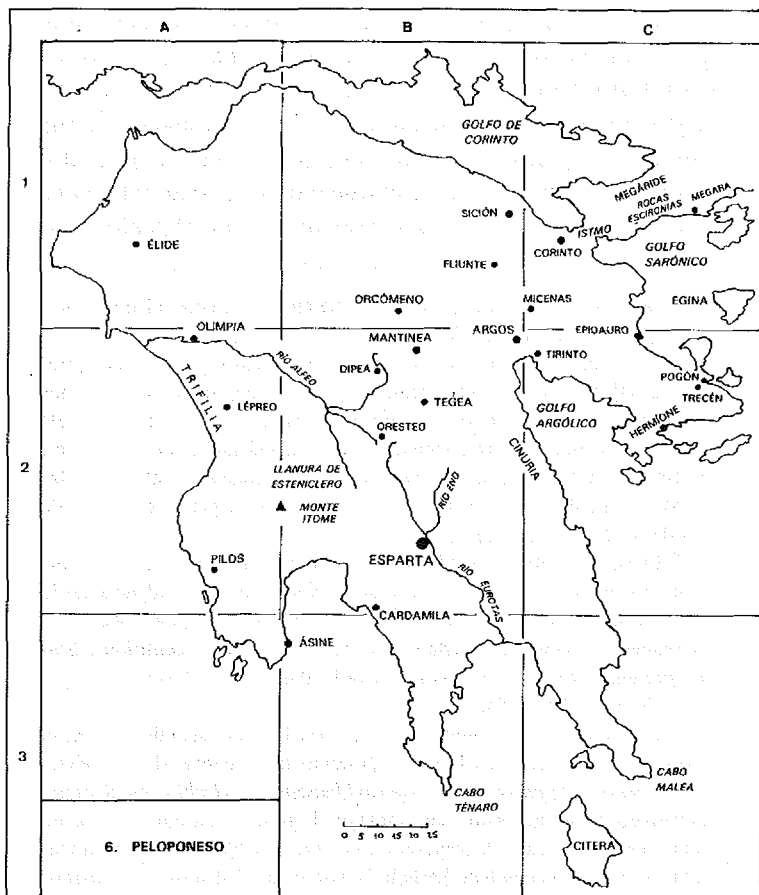 A
B
C
1
2
3
GOLFO DE
CORINTO
MEGÁRIDE
ROCAS
ESCIRONIAS
MEGARA
SICIÓN
ISTMO
CORINTO
GOLFO
SARÓNICO
ÉLIDE
FLIUNTE
ORCÓMENO
MICENAS
EGINA
OLIMPIA
MANTINEA
ARGOS
EPIDAURO
TIRINTO
RÍO ALFEO
DIPEA
POGÓN
TRECÉN
TRIFILIA
LÉPREO
TEGEA
GOLFO
ARGÓLICO
HERMÍONE
ORESTEO
CINURIA
LLANURA DE
ESTENICLERO
RÍO ENO
MONTE
ITOME
ESPARTA
PILOS
RÍO
EUROTAS
CARDAMILA
ÁSINE
CABO
TÉNARO
CABO
MALEA
0 5 10 15 20 25
6. PELOPONESO
CITERA